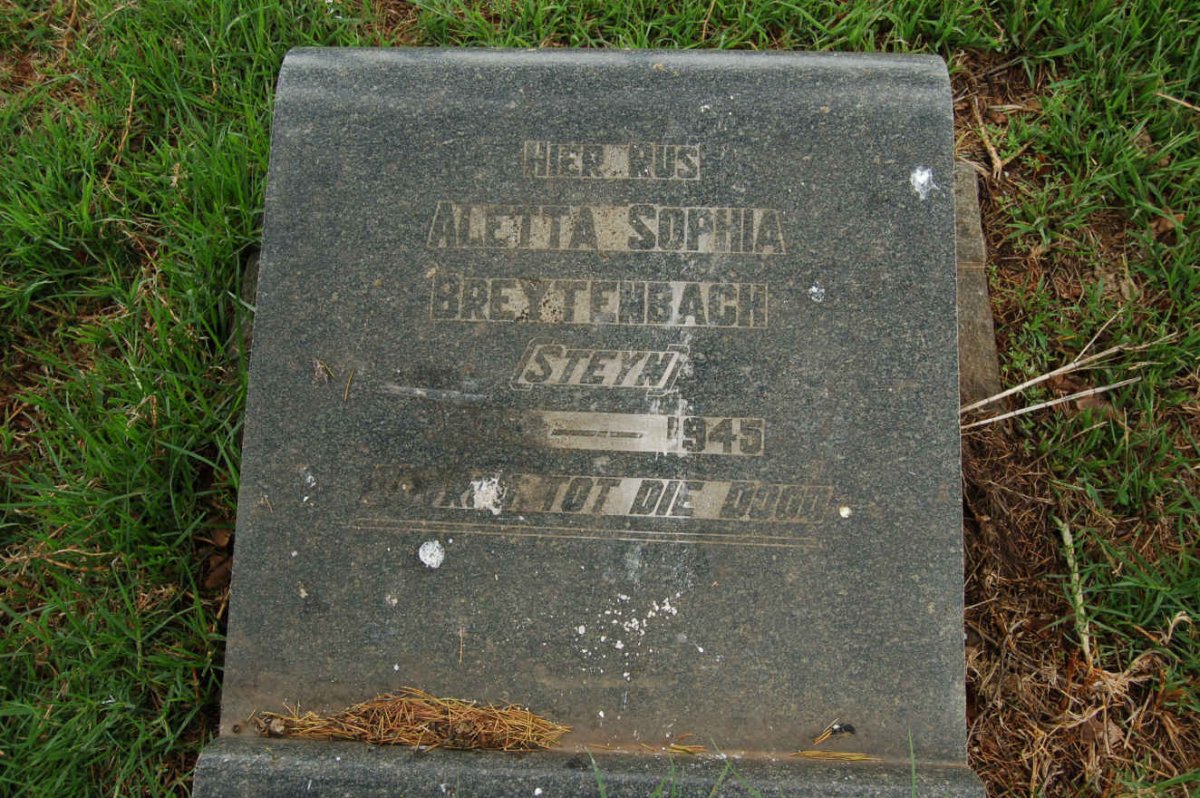 HIER RUS
ALETTA SOPHIA
BREYTENBACH
STEYN
— 1945
TOT DIE DOOD